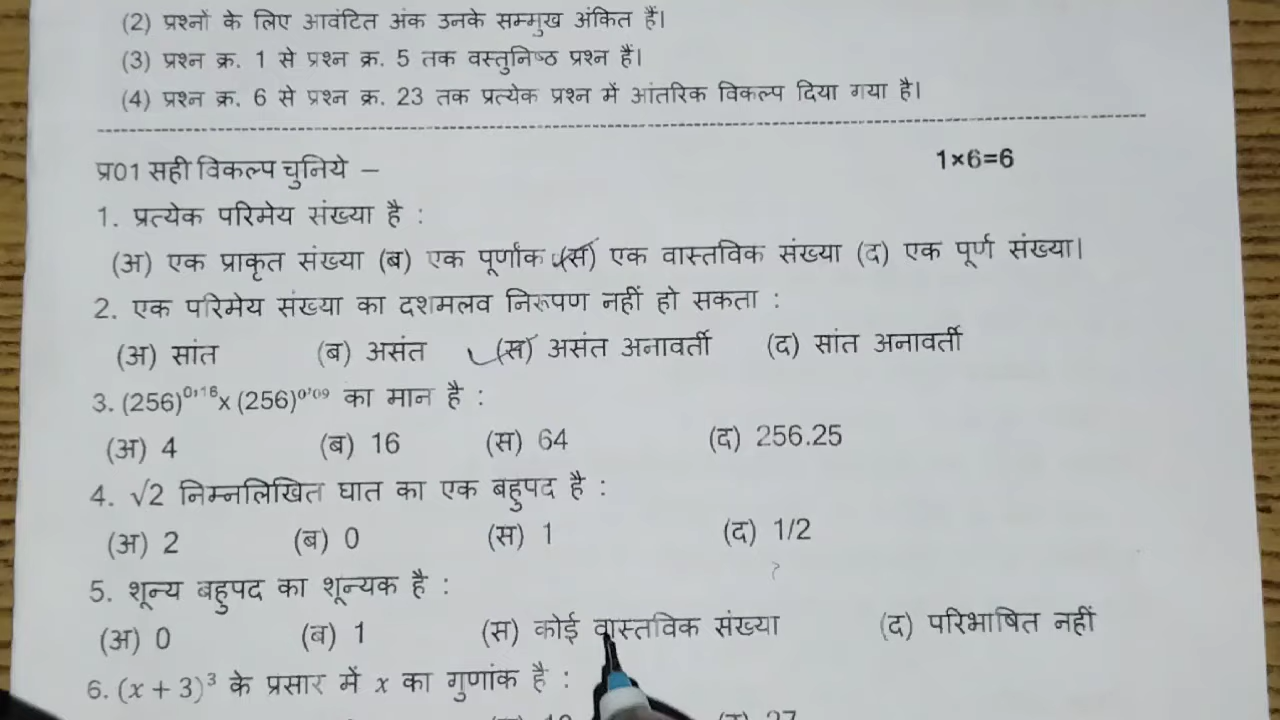 (2) प्रश्नों के लिए आवंटित अंक उनके सम्मुख अंकित हैं।
(3) प्रश्न क्र. 1 से प्रश्न क्र. 5 तक वस्तुनिष्ठ प्रश्न हैं।
(4) प्रश्न क्र. 6 से प्रश्न क्र. 23 तक प्रत्येक प्रश्न में आंतरिक विकल्प दिया गया है।
प्र01 सही विकल्प चुनिये – 1×6=6
1. प्रत्येक परिमेय संख्या है :
(अ) एक प्राकृत संख्या (ब) एक पूर्णांक (स) एक वास्तविक संख्या (द) एक पूर्ण संख्या।
2. एक परिमेय संख्या का दशमलव निरूपण नहीं हो सकता :
(अ) सांत (ब) असंत (स) असंत अनावर्ती (द) सांत अनावर्ती
3. (256)⁰'¹⁶x (256)⁰'⁰⁹ का मान है :
(अ) 4 (ब) 16 (स) 64 (द) 256.25
4. √2 निम्नलिखित घात का एक बहुपद है :
(अ) 2 (ब) 0 (स) 1 (द) 1/2
5. शून्य बहुपद का शून्यक है :
(अ) 0 (ब) 1 (स) कोई वास्तविक संख्या (द) परिभाषित नहीं
6. (x + 3)³ के प्रसार में x का गुणांक है :